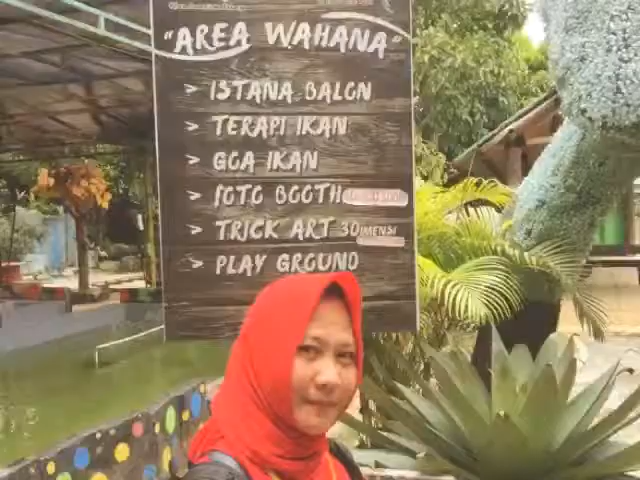 "AREA WAHANA"
> ISTANA BALON
> TERAPI IKAN
> GOA IKAN
> FOTO BOOTH
> TRICK ART 3DIMENSI
> PLAY GROUND